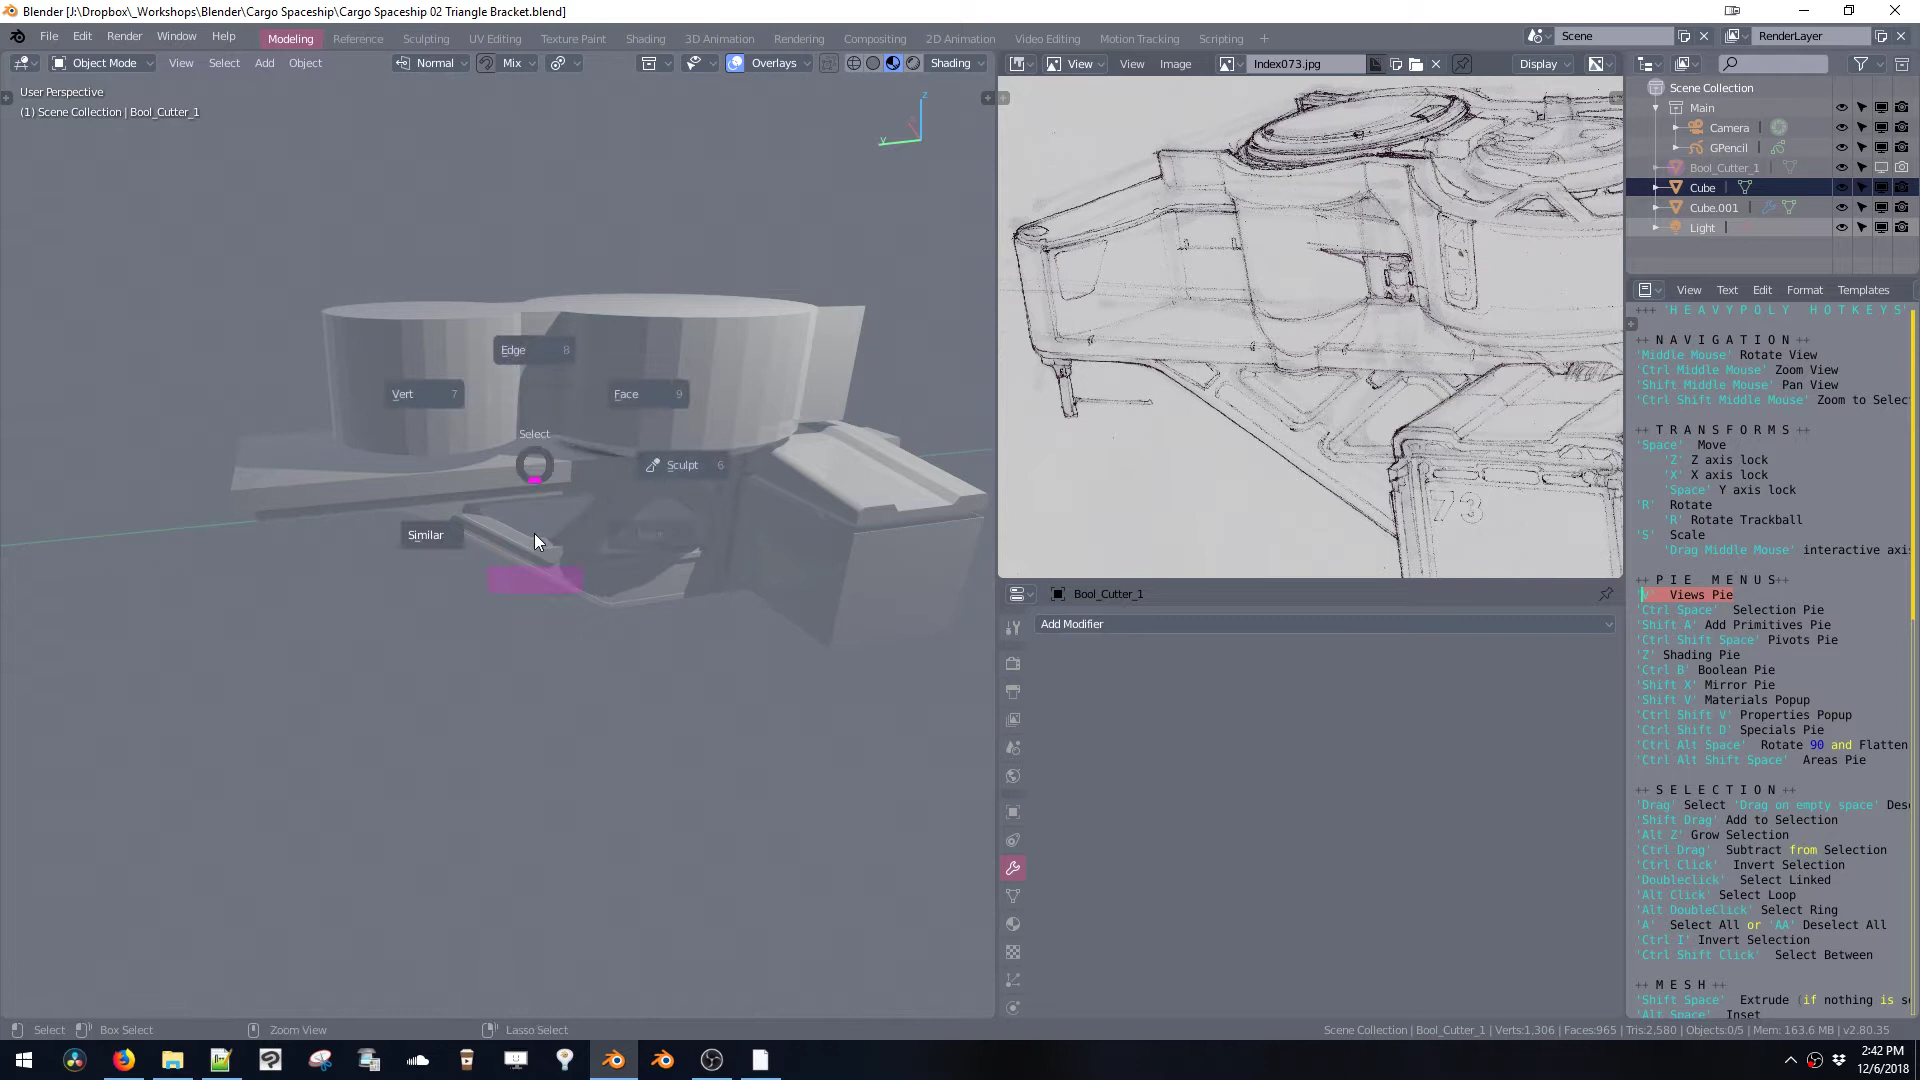 Blender [J:\Dropbox\_Workshops\Blender\Cargo Spaceship\Cargo Spaceship 02 Triangle Bracket.blend]
File Edit Render Window Help Modeling Reference Sculpting UV Editing Texture Paint Shading 3D Animation Rendering Compositing 2D Animation Video Editing Motion Tracking Scripting + Scene RenderLayer
Object Mode View Select Add Object Normal Mix Overlays Shading View View Image Index073.jpg Display
User Perspective
(1) Scene Collection | Bool_Cutter_1
z
y
Scene Collection
Main
Camera
GPencil
Bool_Cutter_1
Cube
Cube.001
Light
Edge 8
Vert 7
Face 9
Select
Sculpt 6
Similar
73
Bool_Cutter_1
Add Modifier
View Text Edit Format Templates
+++ 'H E A V Y P O L Y   H O T K E Y S'
++ N A V I G A T I O N ++
'Middle Mouse' Rotate View
'Ctrl Middle Mouse' Zoom View
'Shift Middle Mouse' Pan View
'Ctrl Shift Middle Mouse' Zoom to Selec
++ T R A N S F O R M S ++
'Space' Move
'Z' Z axis lock
'X' X axis lock
'Space' Y axis lock
'R' Rotate
'R' Rotate Trackball
'S' Scale
'Drag Middle Mouse' interactive axi
++ P I E   M E N U S++
'V' Views Pie
'Ctrl Space' Selection Pie
'Shift A' Add Primitives Pie
'Ctrl Shift Space' Pivots Pie
'Z' Shading Pie
'Ctrl B' Boolean Pie
'Shift X' Mirror Pie
'Shift V' Materials Popup
'Ctrl Shift V' Properties Popup
'Ctrl Shift D' Specials Pie
'Ctrl Alt Space' Rotate 90 and Flatten
'Ctrl Alt Shift Space' Areas Pie
++ S E L E C T I O N ++
'Drag' Select 'Drag on empty space' Des
'Shift Drag' Add to Selection
'Alt Z' Grow Selection
'Ctrl Drag' Subtract from Selection
'Ctrl Click' Invert Selection
'Doubleclick' Select Linked
'Alt Click' Select Loop
'Alt DoubleClick' Select Ring
'A' Select All or 'AA' Deselect All
'Ctrl I' Invert Selection
'Ctrl Shift Click' Select Between
++ M E S H ++
'Shift Space' Extrude (if nothing is s
'Alt Space' Inset
Select Box Select Zoom View Lasso Select Scene Collection | Bool_Cutter_1 | Verts:1,306 | Faces:965 | Tris:2,580 | Objects:0/5 | Mem: 163.6 MB | v2.80.35
2:42 PM
12/6/2018